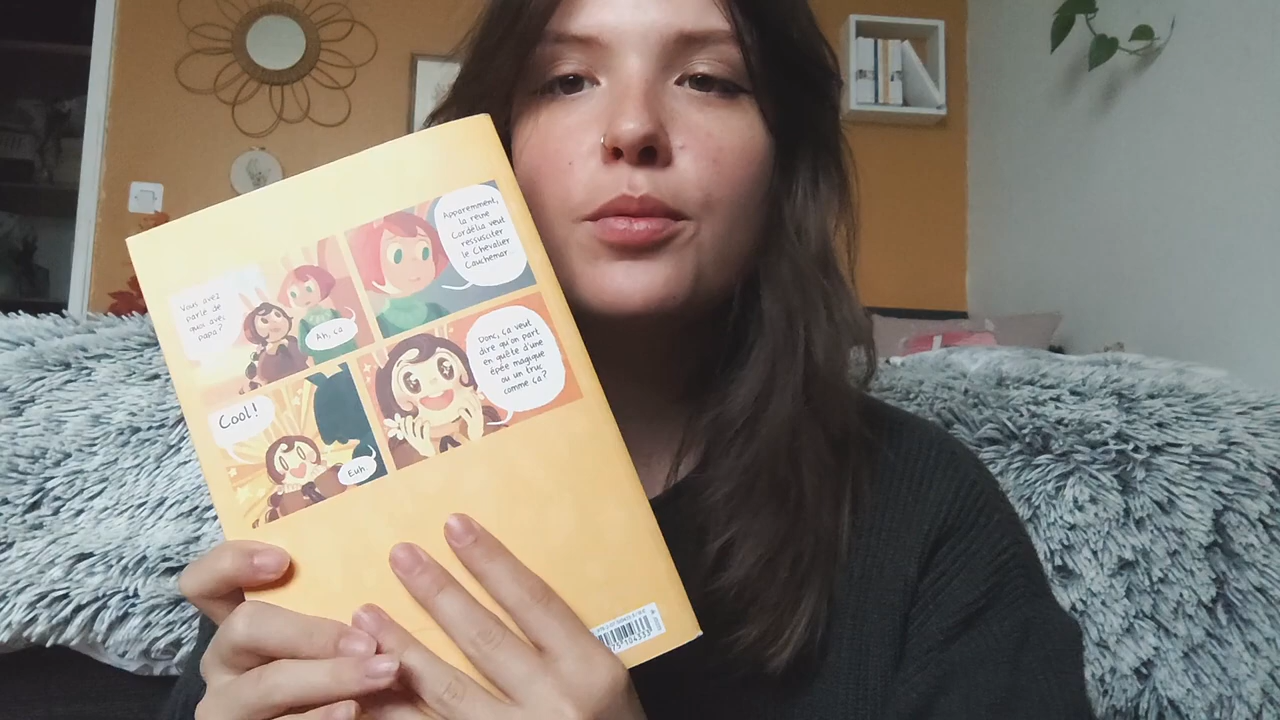 Vous avez
parlé de
quoi avec
papa?
Ah, ça
Apparemment,
la reine
Cordélia veut
ressusciter
le Chevalier
Cauchemar
Cool!
Euh
Donc, ça veut
dire qu'on part
en quête d'une
épée magique
ou un truc
comme ça?